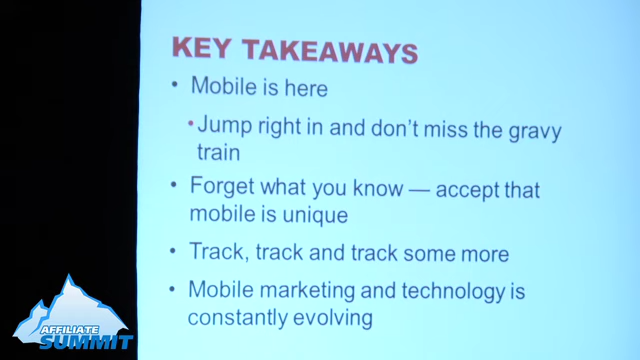 KEY TAKEAWAYS
• Mobile is here
• Jump right in and don't miss the gravy
train
• Forget what you know — accept that
mobile is unique
• Track, track and track some more
• Mobile marketing and technology is
constantly evolving
AFFILIATE
SUMMIT